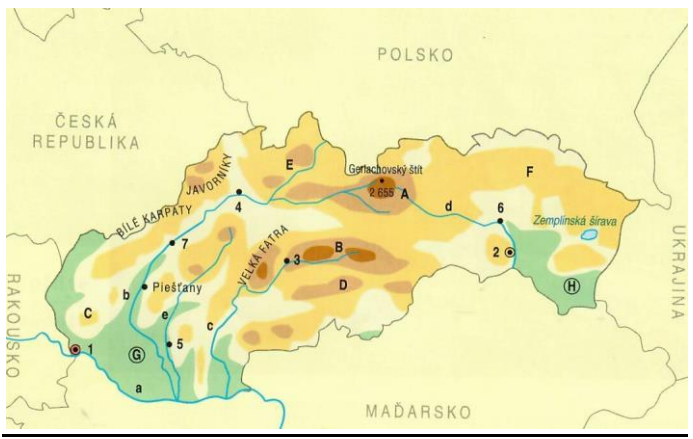 POLSKO
ČESKÁ
REPUBLIKA
E
Gerlachovský štít
2 655
A
F
JAVORNÍKY
4
d
6
BÍLÉ KARPATY
Zemplínská šírava
7
VELKÁ FATRA
3
B
2
UKRAJINA
Piešťany
b
D
H
RAKOUSKO
C
e
c
1
G
5
a
MAĎARSKO